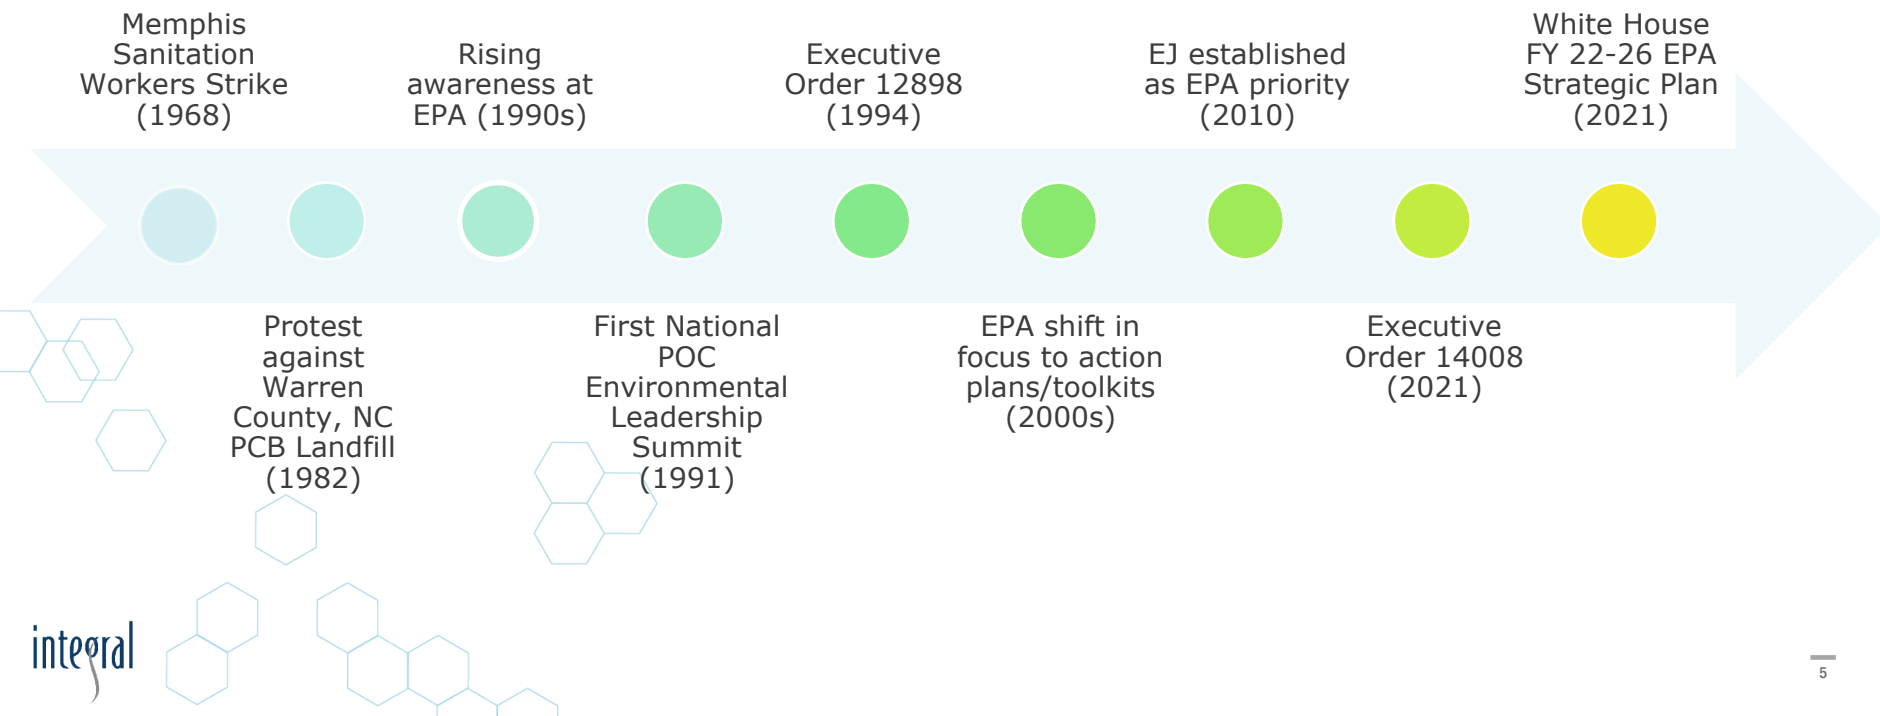 Memphis
Sanitation
Workers Strike
(1968)
Rising
awareness at
EPA (1990s)
Executive
Order 12898
(1994)
EJ established
as EPA priority
(2010)
White House
FY 22-26 EPA
Strategic Plan
(2021)
Protest
against
Warren
County, NC
PCB Landfill
(1982)
First National
POC
Environmental
Leadership
Summit
(1991)
EPA shift in
focus to action
plans/toolkits
(2000s)
Executive
Order 14008
(2021)
integral
5